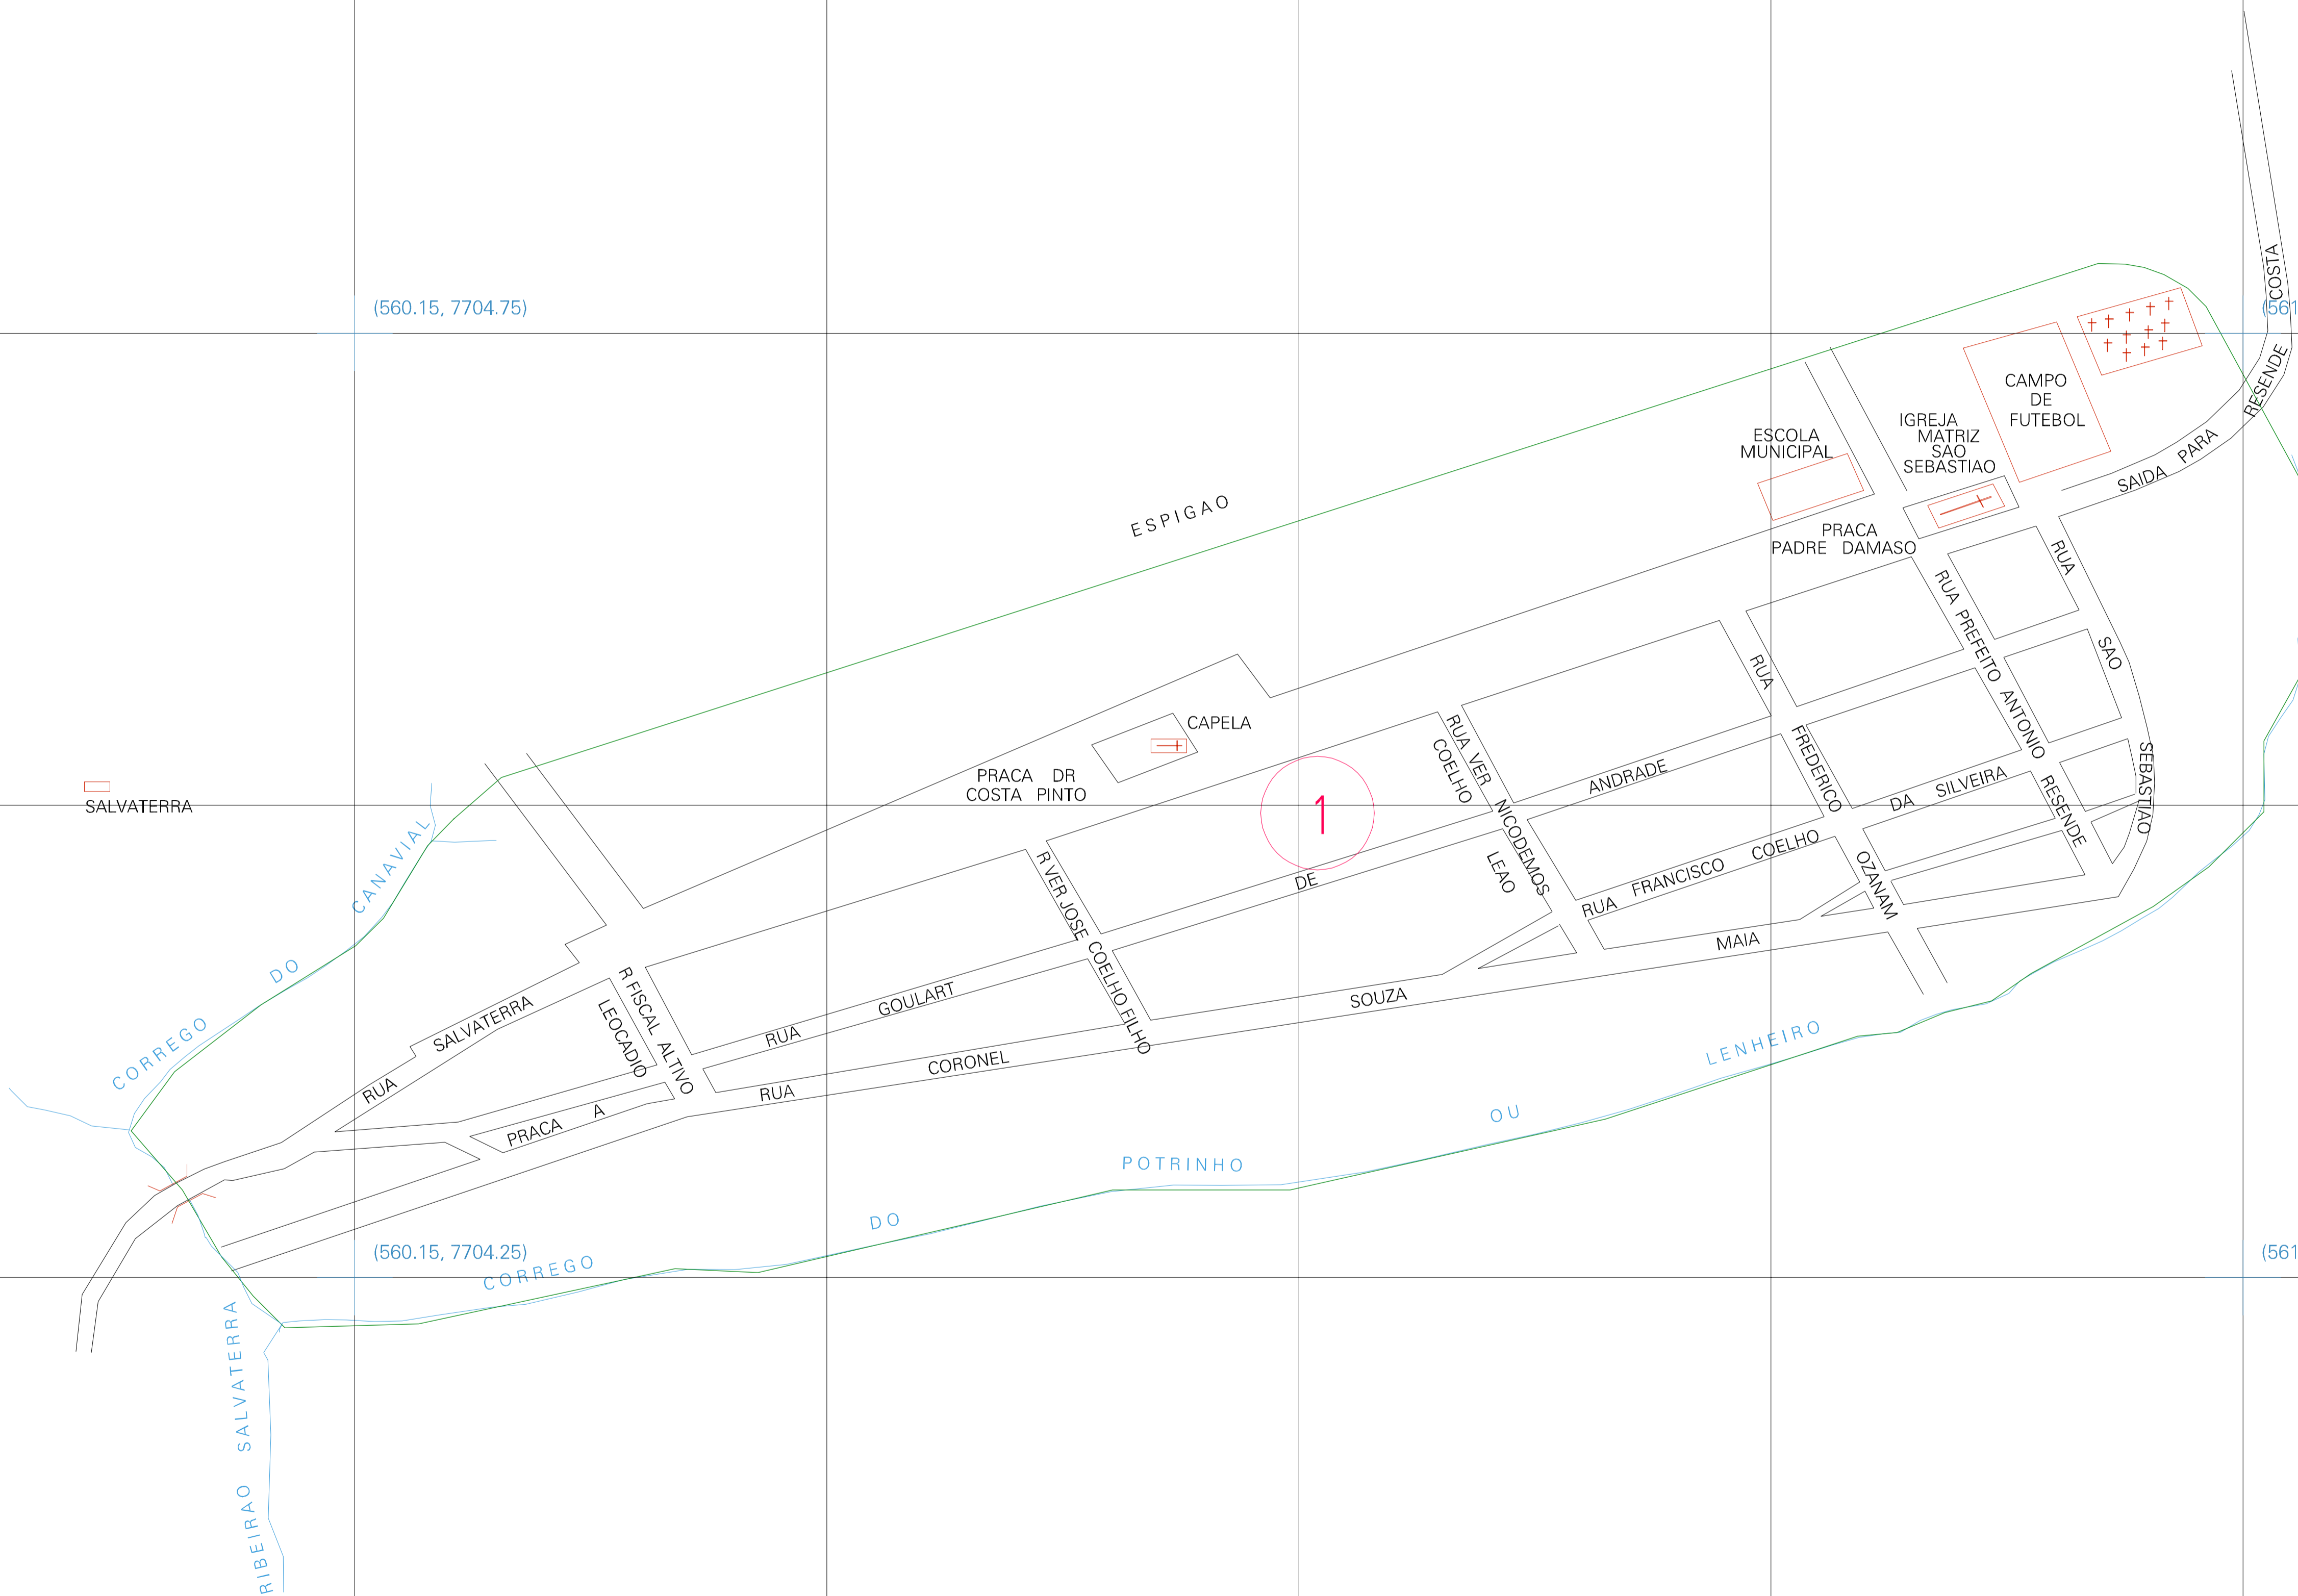 COSTA
(560.15, 7704.75)
(561
RESENDE
SAIDA PARA
CAMPO
DE
FUTEBOL
IGREJA
MATRIZ
SAO
SEBASTIAO
ESCOLA
MUNICIPAL
ESPIGAO
PRACA
PADRE DAMASO
RUA SAO SEBASTIAO
RUA PREFEITO ANTONIO RESENDE
RUA FREDERICO OZANAM
CAPELA
PRACA DR
COSTA PINTO
1
RUA VER NICODEMOS
COELHO LEAO
SALVATERRA
CORREGO DO CANAVIAL
RUA GOULART DE ANDRADE
RUA FRANCISCO COELHO DA SILVEIRA
R VER JOSE COELHO FILHO
R FISCAL ALTIVO
LEOCADIO
RUA SALVATERRA
RUA CORONEL SOUZA MAIA
PRACA A
CORREGO DO POTRINHO OU LENHEIRO
(560.15, 7704.25)
(561
RIBEIRAO SALVATERRA